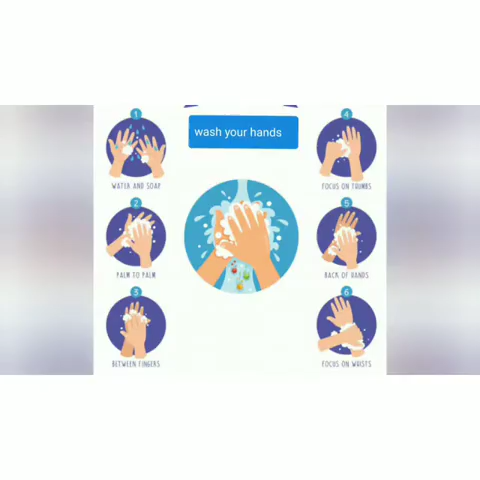 wash your hands
1
WATER AND SOAP
2
PALM TO PALM
3
BETWEEN FINGERS
4
FOCUS ON THUMBS
5
BACK OF HANDS
6
FOCUS ON WRISTS